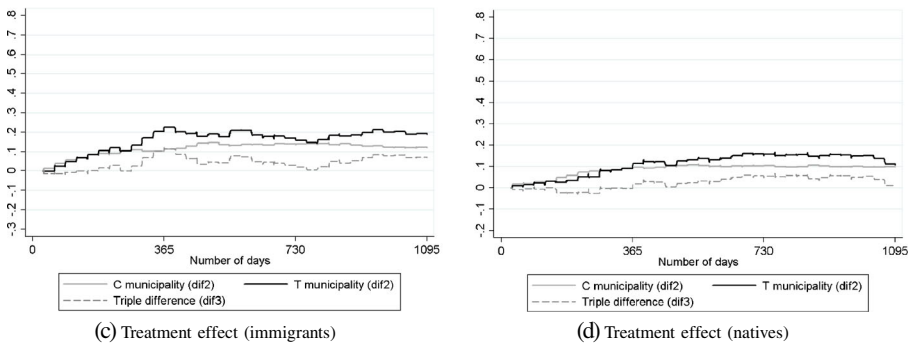 .8
.7
.6
.5
.4
.3
.2
.1
0
-.1
-.2
-.3
0 365 730 1095
Number of days
C municipality (dif2) T municipality (dif2)
Triple difference (dif3)
(c) Treatment effect (immigrants)
.8
.7
.6
.5
.4
.3
.2
.1
0
-.1
-.2
0 365 730 1095
Number of days
C municipality (dif2) T municipality (dif2)
Triple difference (dif3)
(d) Treatment effect (natives)